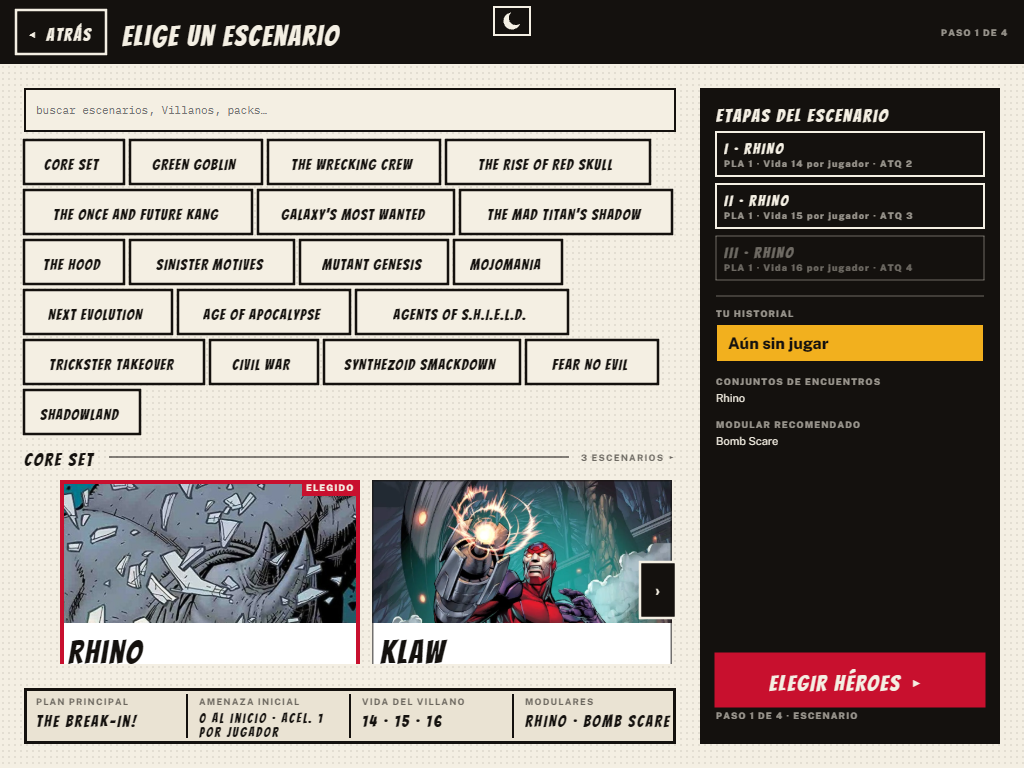 ◂ ATRÁS
ELIGE UN ESCENARIO
PASO 1 DE 4
buscar escenarios, Villanos, packs…
CORE SET
GREEN GOBLIN
THE WRECKING CREW
THE RISE OF RED SKULL
THE ONCE AND FUTURE KANG
GALAXY'S MOST WANTED
THE MAD TITAN'S SHADOW
THE HOOD
SINISTER MOTIVES
MUTANT GENESIS
MOJOMANIA
NEXT EVOLUTION
AGE OF APOCALYPSE
AGENTS OF S.H.I.E.L.D.
TRICKSTER TAKEOVER
CIVIL WAR
SYNTHEZOID SMACKDOWN
FEAR NO EVIL
SHADOWLAND
CORE SET
3 ESCENARIOS ▸
ELEGIDO
RHINO
KLAW
›
PLAN PRINCIPAL
THE BREAK-IN!
AMENAZA INICIAL
0 AL INICIO · ACEL. 1
POR JUGADOR
VIDA DEL VILLANO
14 · 15 · 16
MODULARES
RHINO · BOMB SCARE
ETAPAS DEL ESCENARIO
I · RHINO
PLA 1 · Vida 14 por jugador · ATQ 2
II · RHINO
PLA 1 · Vida 15 por jugador · ATQ 3
III · RHINO
PLA 1 · Vida 16 por jugador · ATQ 4
TU HISTORIAL
Aún sin jugar
CONJUNTOS DE ENCUENTROS
Rhino
MODULAR RECOMENDADO
Bomb Scare
ELEGIR HÉROES ▸
PASO 1 DE 4 · ESCENARIO